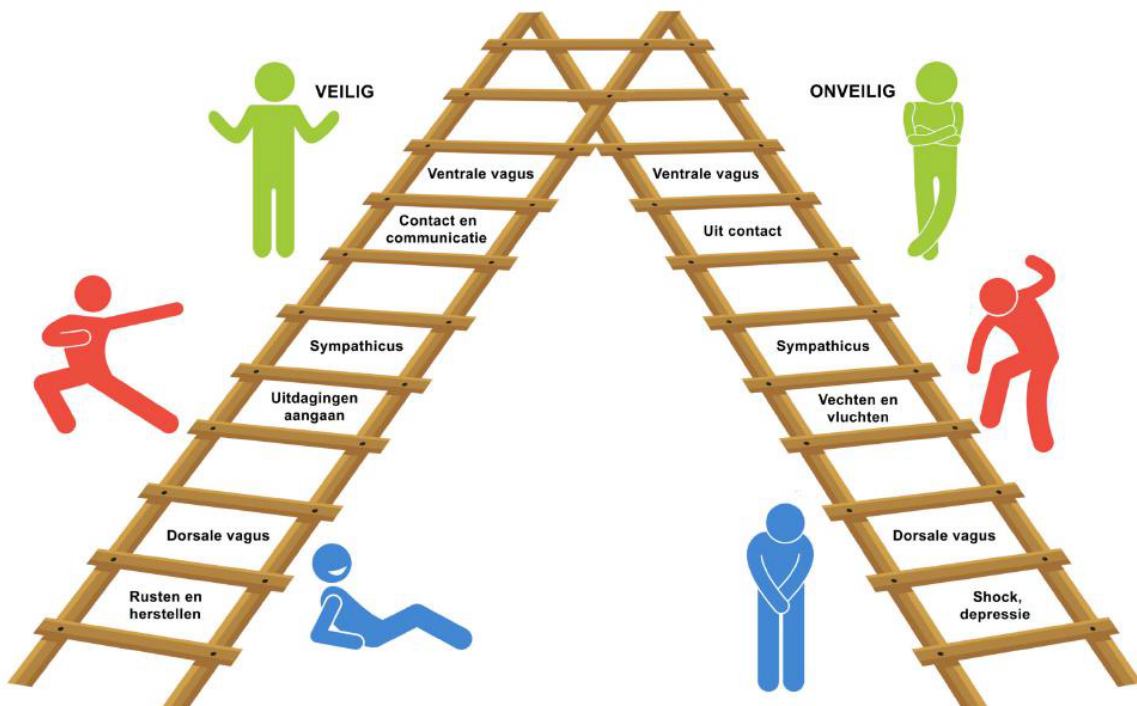 VEILIG
ONVEILIG
Ventrale vagus
Ventrale vagus
Contact en
communicatie
Uit contact
Sympathicus
Sympathicus
Uitdagingen
aangaan
Vechten en
vluchten
Dorsale vagus
Dorsale vagus
Rusten en
herstellen
Shock,
depressie